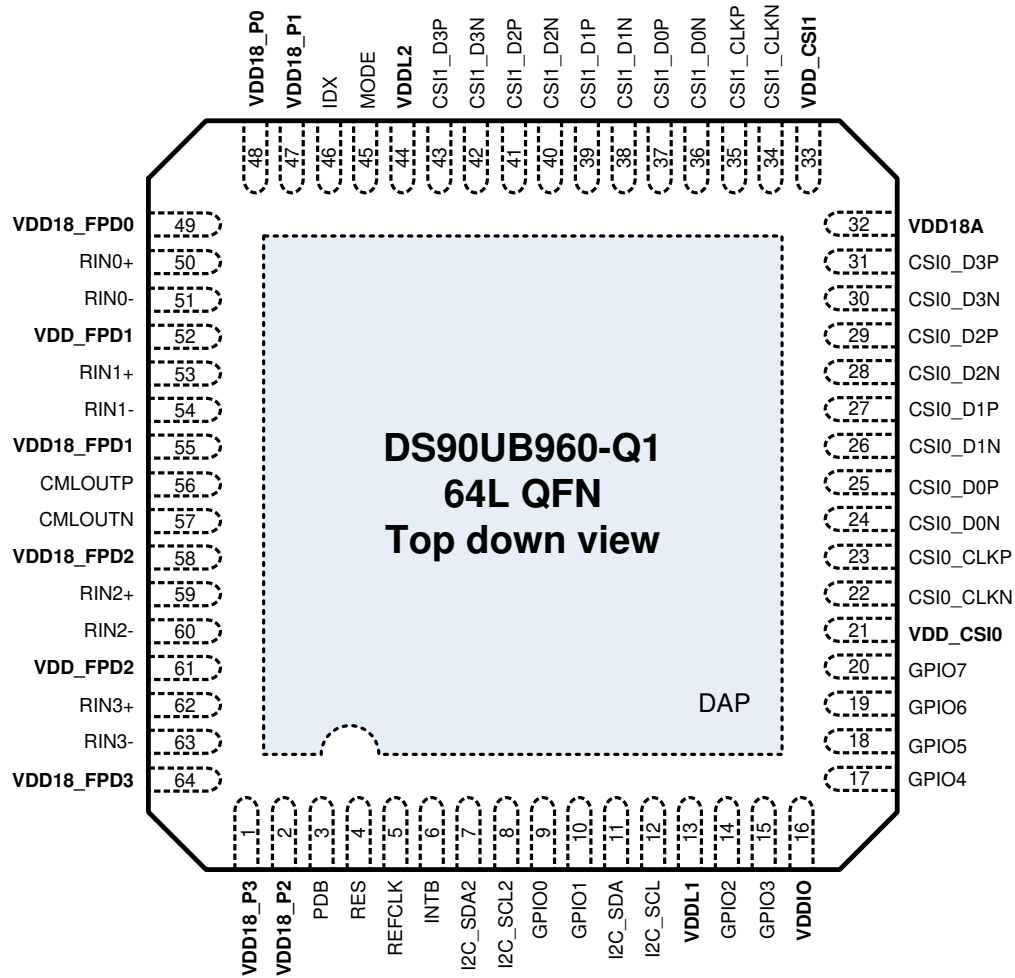 VDD18_P0
VDD18_P1
IDX
MODE
VDDL2
CSI1_D3P
CSI1_D3N
CSI1_D2P
CSI1_D2N
CSI1_D1P
CSI1_D1N
CSI1_D0P
CSI1_D0N
CSI1_CLKP
CSI1_CLKN
VDD_CSI1
48
47
46
45
44
43
42
41
40
39
38
37
36
35
34
33
VDD18_FPD0 49
RIN0+ 50
RIN0- 51
VDD_FPD1 52
RIN1+ 53
RIN1- 54
VDD18_FPD1 55
CMLOUTP 56
CMLOUTN 57
VDD18_FPD2 58
RIN2+ 59
RIN2- 60
VDD_FPD2 61
RIN3+ 62
RIN3- 63
VDD18_FPD3 64
DS90UB960-Q1
64L QFN
Top down view
DAP
32 VDD18A
31 CSI0_D3P
30 CSI0_D3N
29 CSI0_D2P
28 CSI0_D2N
27 CSI0_D1P
26 CSI0_D1N
25 CSI0_D0P
24 CSI0_D0N
23 CSI0_CLKP
22 CSI0_CLKN
21 VDD_CSI0
20 GPIO7
19 GPIO6
18 GPIO5
17 GPIO4
1
2
3
4
5
6
7
8
9
10
11
12
13
14
15
16
VDD18_P3
VDD18_P2
PDB
RES
REFCLK
INTB
I2C_SDA2
I2C_SCL2
GPIO0
GPIO1
I2C_SDA
I2C_SCL
VDDL1
GPIO2
GPIO3
VDDIO